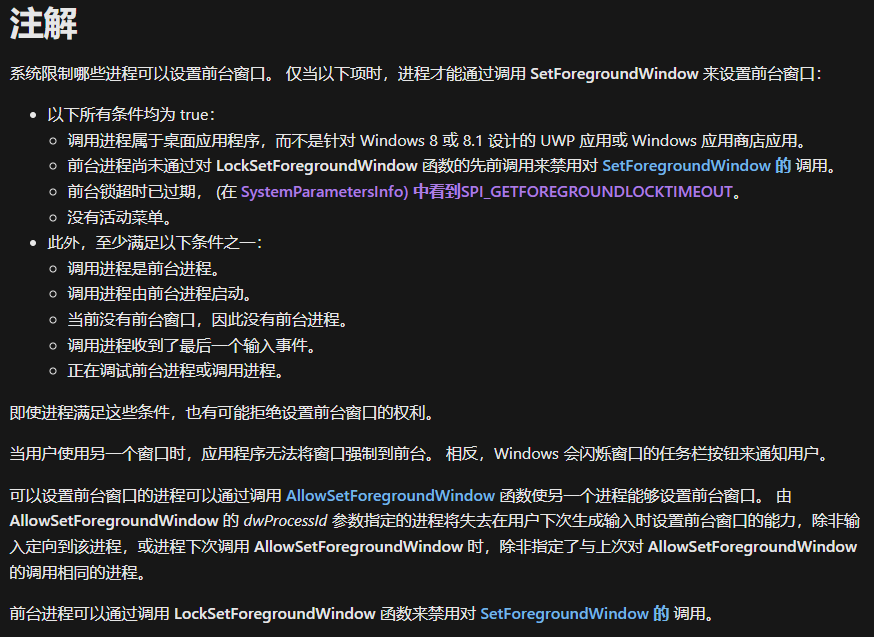 注解
系统限制哪些进程可以设置前台窗口。 仅当以下项时，进程才能通过调用 SetForegroundWindow 来设置前台窗口：
以下所有条件均为 true：
调用进程属于桌面应用程序，而不是针对 Windows 8 或 8.1 设计的 UWP 应用或 Windows 应用商店应用。
前台进程尚未通过对 LockSetForegroundWindow 函数的先前调用来禁用对 SetForegroundWindow 的 调用。
前台锁超时已过期， (在 SystemParametersInfo) 中看到SPI_GETFOREGROUNDLOCKTIMEOUT。
没有活动菜单。
此外，至少满足以下条件之一：
调用进程是前台进程。
调用进程由前台进程启动。
当前没有前台窗口，因此没有前台进程。
调用进程收到了最后一个输入事件。
正在调试前台进程或调用进程。
即使进程满足这些条件，也有可能拒绝设置前台窗口的权利。
当用户使用另一个窗口时，应用程序无法将窗口强制到前台。 相反，Windows 会闪烁窗口的任务栏按钮来通知用户。
可以设置前台窗口的进程可以通过调用 AllowSetForegroundWindow 函数使另一个进程能够设置前台窗口。 由
AllowSetForegroundWindow 的 dwProcessId 参数指定的进程将失去在用户下次生成输入时设置前台窗口的能力，除非输
入定向到该进程，或进程下次调用 AllowSetForegroundWindow 时，除非指定了与上次对 AllowSetForegroundWindow
的调用相同的进程。
前台进程可以通过调用 LockSetForegroundWindow 函数来禁用对 SetForegroundWindow 的 调用。